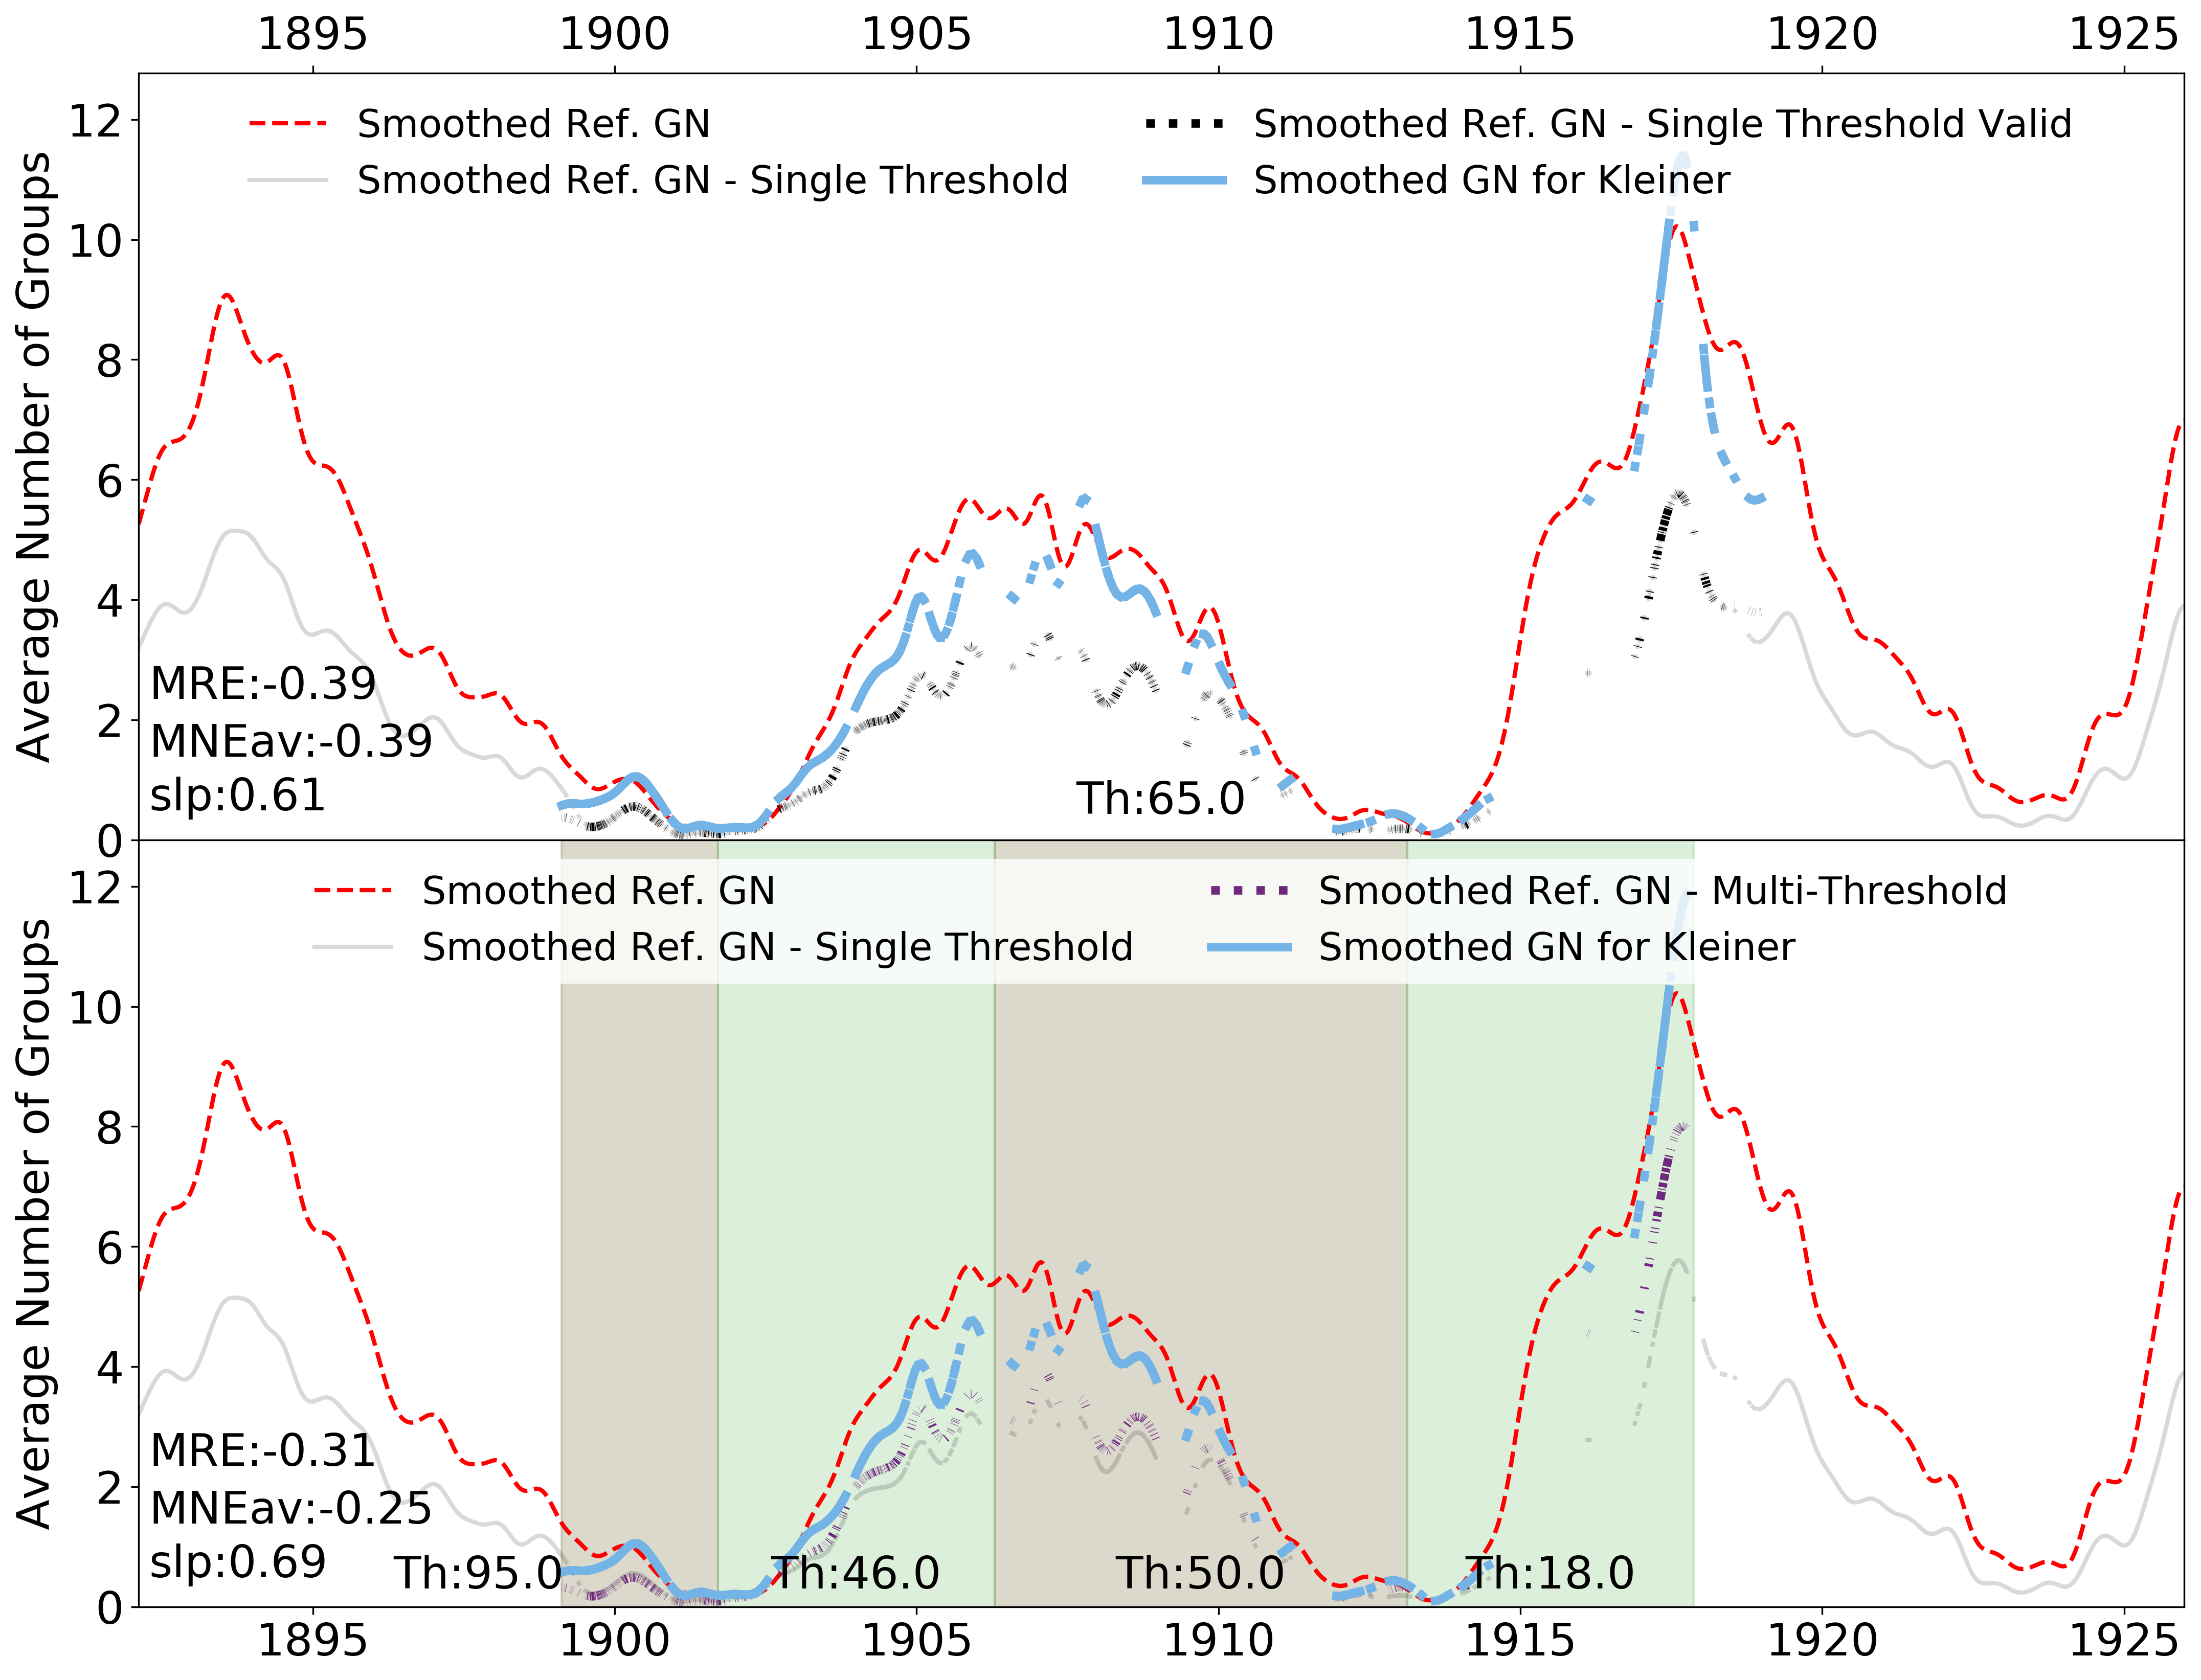 1895 1900 1905 1910 1915 1920 1925
Average Number of Groups
12
10
8
6
4
2
0
Smoothed Ref. GN
Smoothed Ref. GN - Single Threshold
Smoothed Ref. GN - Single Threshold Valid
Smoothed GN for Kleiner
MRE:-0.39
MNEav:-0.39
slp:0.61
Th:65.0
Average Number of Groups
12
10
8
6
4
2
0
Smoothed Ref. GN
Smoothed Ref. GN - Single Threshold
Smoothed Ref. GN - Multi-Threshold
Smoothed GN for Kleiner
MRE:-0.31
MNEav:-0.25
slp:0.69
Th:95.0 Th:46.0 Th:50.0 Th:18.0
1895 1900 1905 1910 1915 1920 1925